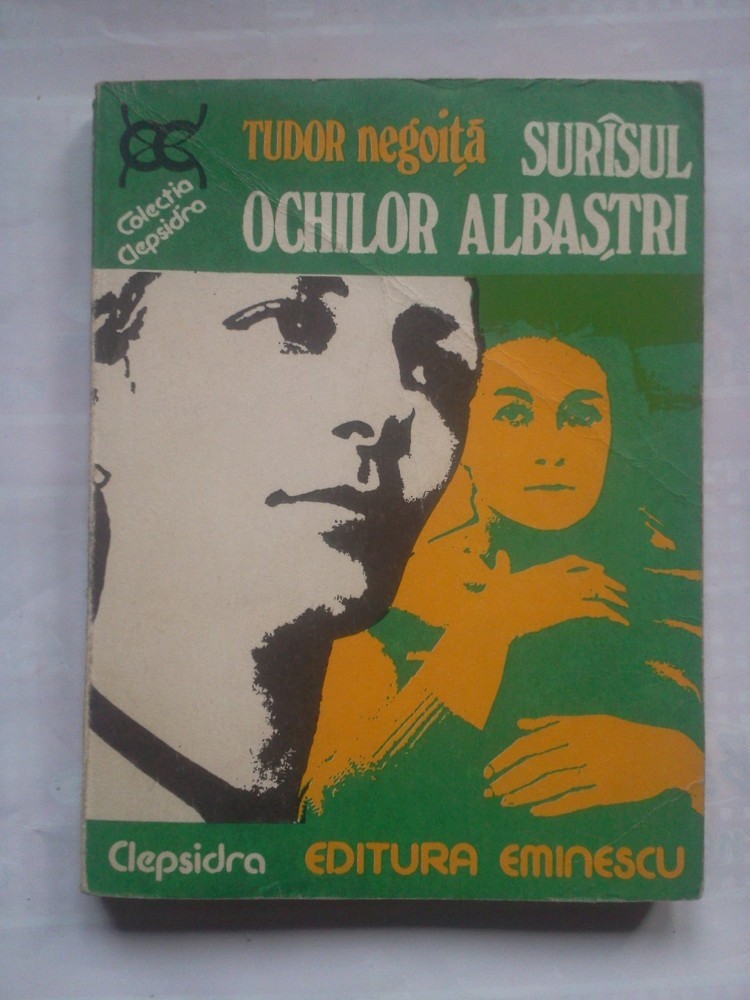 TUDOR negoiță SURÎSUL
OCHILOR ALBAȘTRI
Colecția
Clepsidra
Clepsidra EDITURA EMINESCU